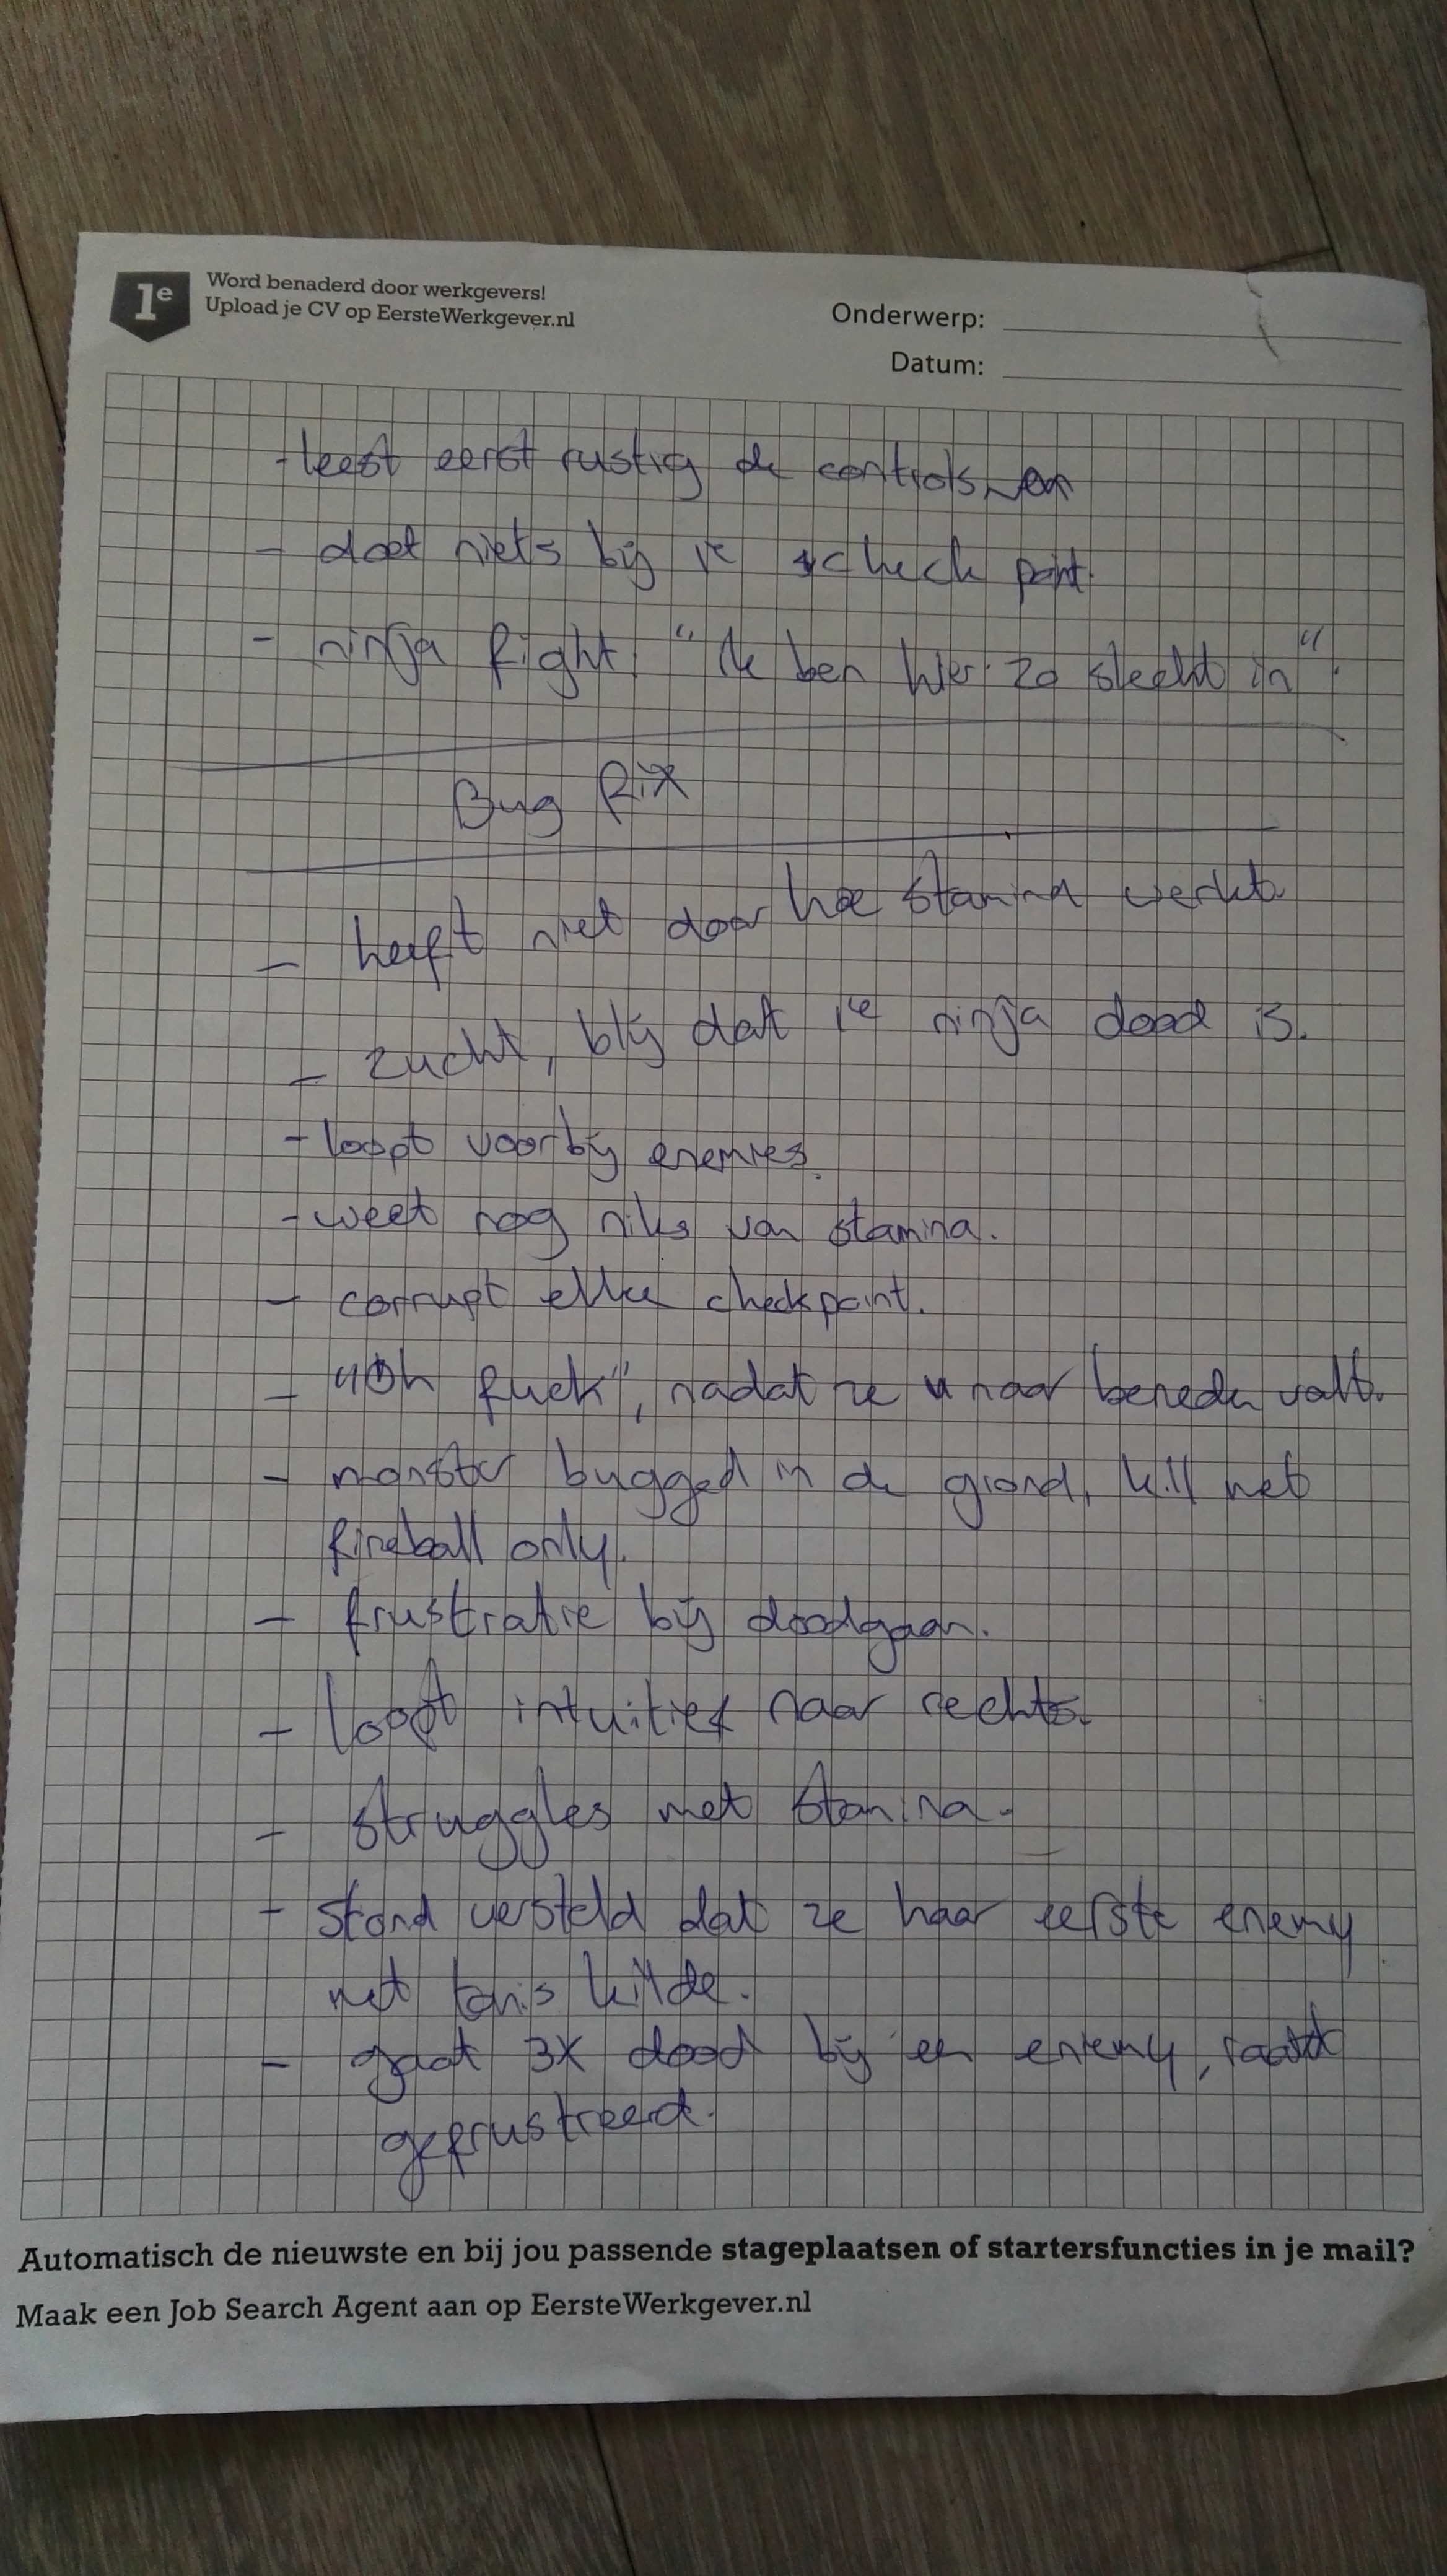 1e
Word benaderd door werkgevers!
Upload je CV op EersteWerkgever.nl
Onderwerp:
Datum:
- leest eerst rustig de controls
- doet niets bij 1e check point.
- ninja fight, "Ik ben hier zo slecht in".
Bug fix
- heeft niet door hoe stamina werkt.
- zucht, blij dat 1e ninja dood is.
- loopt voorbij enemies.
- weet nog niks van stamina.
- corrupt elke checkpoint.
- "Oh fuck", nadat ze naar beneden valt.
- monster bugged in de grond, kill met
fireball only.
- frustratie bij doodgaan.
- loopt intuitief naar rechts.
- struggles met stamina.
- stond versteld dat ze haar eerste enemy
met kilde.
- gaat 3x dood bij een enemy, raakt
gefrustreerd.
Automatisch de nieuwste en bij jou passende stageplaatsen of startersfuncties in je mail?
Maak een Job Search Agent aan op EersteWerkgever.nl